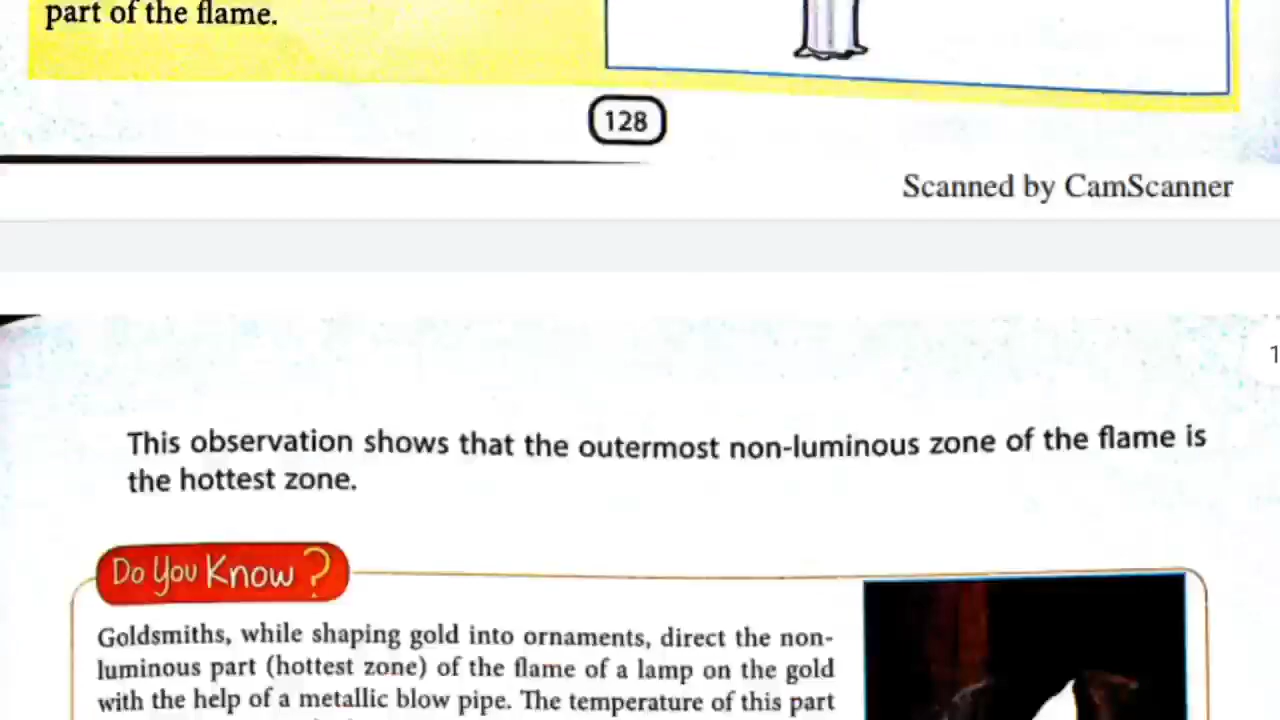 part of the flame.
128
Scanned by CamScanner
1
This observation shows that the outermost non-luminous zone of the flame is
the hottest zone.
Do You Know ?
Goldsmiths, while shaping gold into ornaments, direct the non-
luminous part (hottest zone) of the flame of a lamp on the gold
with the help of a metallic blow pipe. The temperature of this part